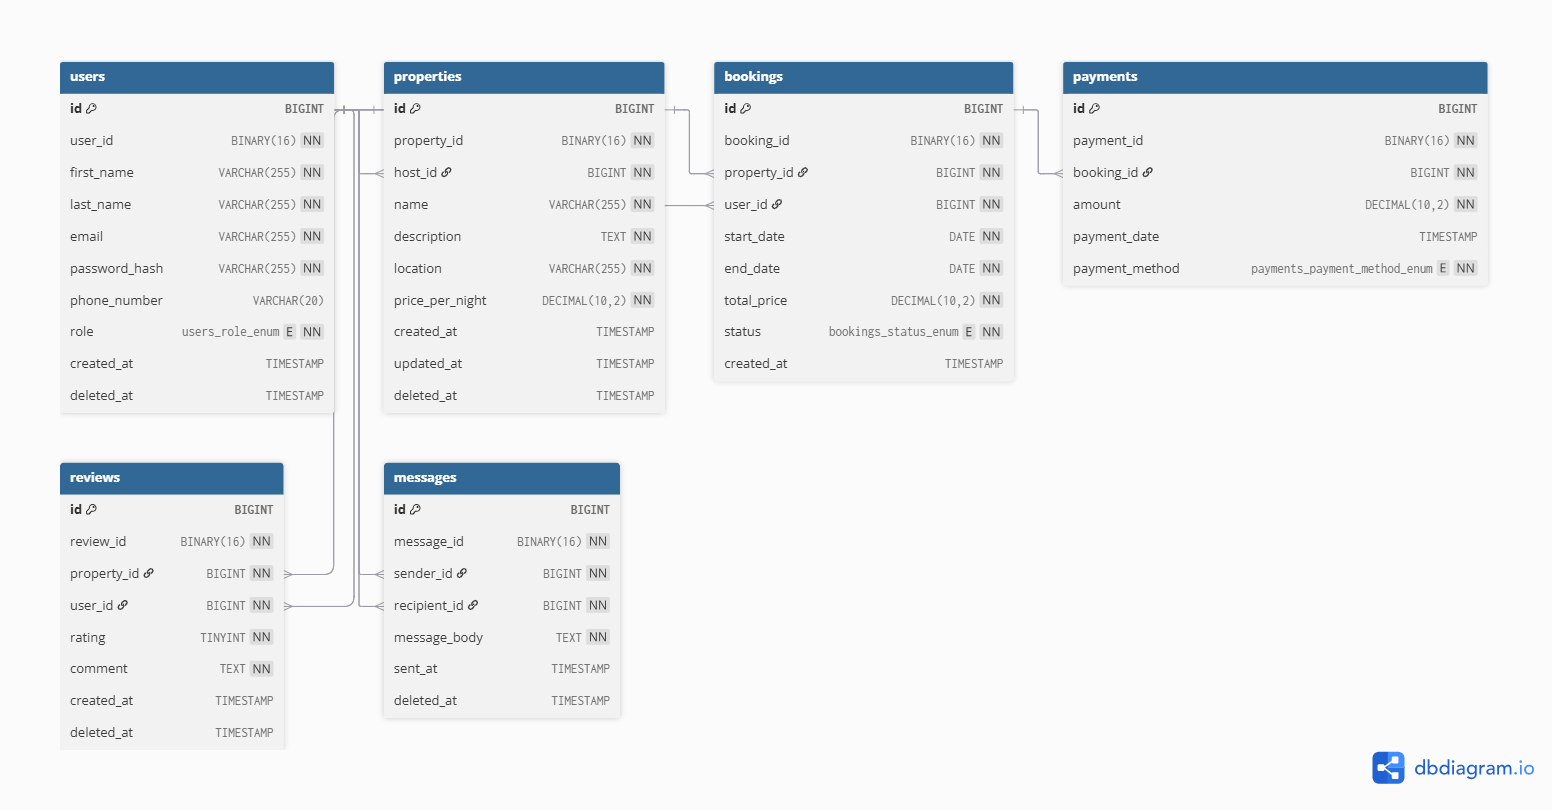 users
id BIGINT
user_id BINARY(16) NN
first_name VARCHAR(255) NN
last_name VARCHAR(255) NN
email VARCHAR(255) NN
password_hash VARCHAR(255) NN
phone_number VARCHAR(20)
role users_role_enum E NN
created_at TIMESTAMP
deleted_at TIMESTAMP
properties
id BIGINT
property_id BINARY(16) NN
host_id BIGINT NN
name VARCHAR(255) NN
description TEXT NN
location VARCHAR(255) NN
price_per_night DECIMAL(10,2) NN
created_at TIMESTAMP
updated_at TIMESTAMP
deleted_at TIMESTAMP
bookings
id BIGINT
booking_id BINARY(16) NN
property_id BIGINT NN
user_id BIGINT NN
start_date DATE NN
end_date DATE NN
total_price DECIMAL(10,2) NN
status bookings_status_enum E NN
created_at TIMESTAMP
payments
id BIGINT
payment_id BINARY(16) NN
booking_id BIGINT NN
amount DECIMAL(10,2) NN
payment_date TIMESTAMP
payment_method payments_payment_method_enum E NN
reviews
id BIGINT
review_id BINARY(16) NN
property_id BIGINT NN
user_id BIGINT NN
rating TINYINT NN
comment TEXT NN
created_at TIMESTAMP
deleted_at TIMESTAMP
messages
id BIGINT
message_id BINARY(16) NN
sender_id BIGINT NN
recipient_id BIGINT NN
message_body TEXT NN
sent_at TIMESTAMP
deleted_at TIMESTAMP
dbdiagram.io